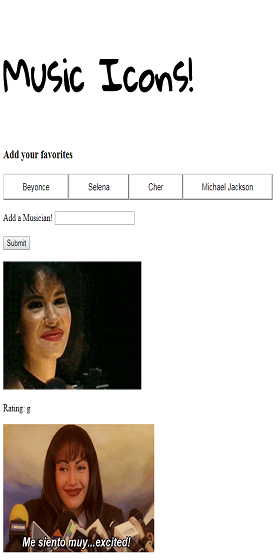 Music Icons!
Add your favorites
Beyonce Selena Cher Michael Jackson
Add a Musician!
Submit
Rating: g
Me siento muy...excited!